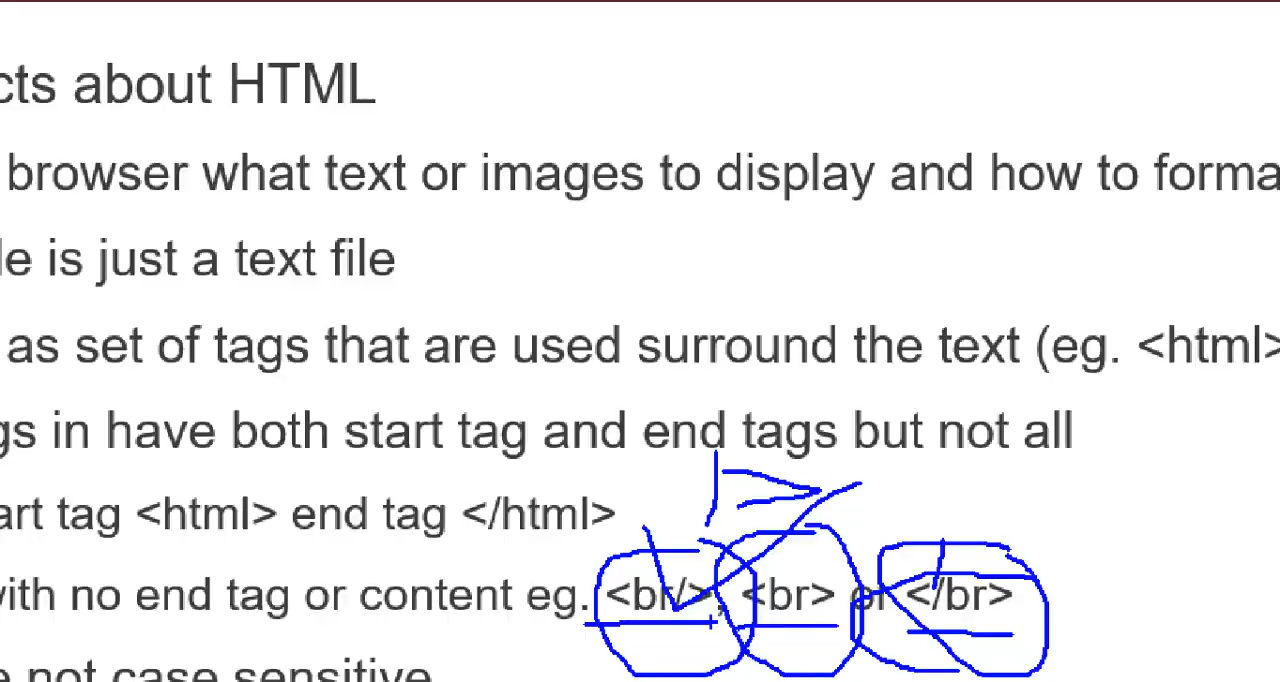 cts about HTML
browser what text or images to display and how to forma
le is just a text file
as set of tags that are used surround the text (eg. <html>
gs in have both start tag and end tags but not all
art tag <html> end tag </html>
with no end tag or content eg. <br/>, <br> or </br>
e not case sensitive